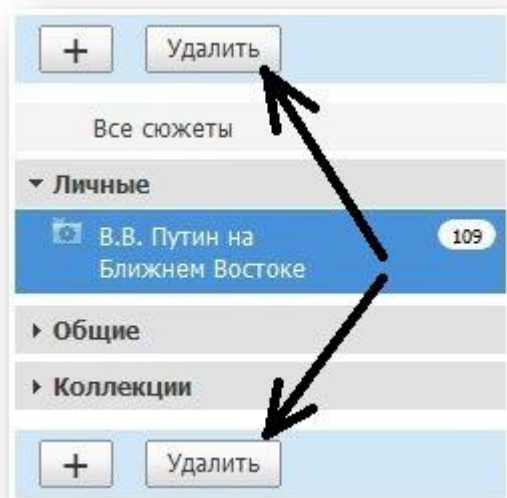 + Удалить
Все сюжеты
Личные
В.В. Путин на
Ближнем Востоке
109
Общие
Коллекции
+ Удалить